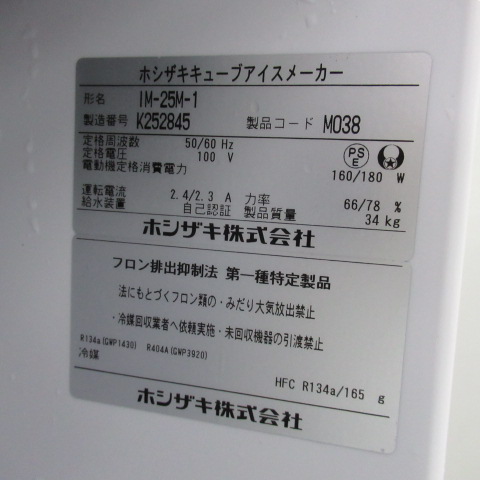 ホシザキキューブアイスメーカー
形名 IM-25M-1
製造番号 K252845 製品コード M038
定格周波数 50/60 Hz
定格電圧 100 V
電動機定格消費電力 160/180 W
PS E
運転電流 2.4/2.3 A 力率 66/78 %
給水装置 自己認証 製品質量 34 kg
ホシザキ株式会社
フロン排出抑制法 第一種特定製品
法にもとづくフロン類の・みだり大気放出禁止
・冷媒回収業者へ依頼実施・未回収機器の引渡禁止
R134a(GWP1430) R404A(GWP3920)
冷媒 HFC R134a/165 g
ホシザキ株式会社